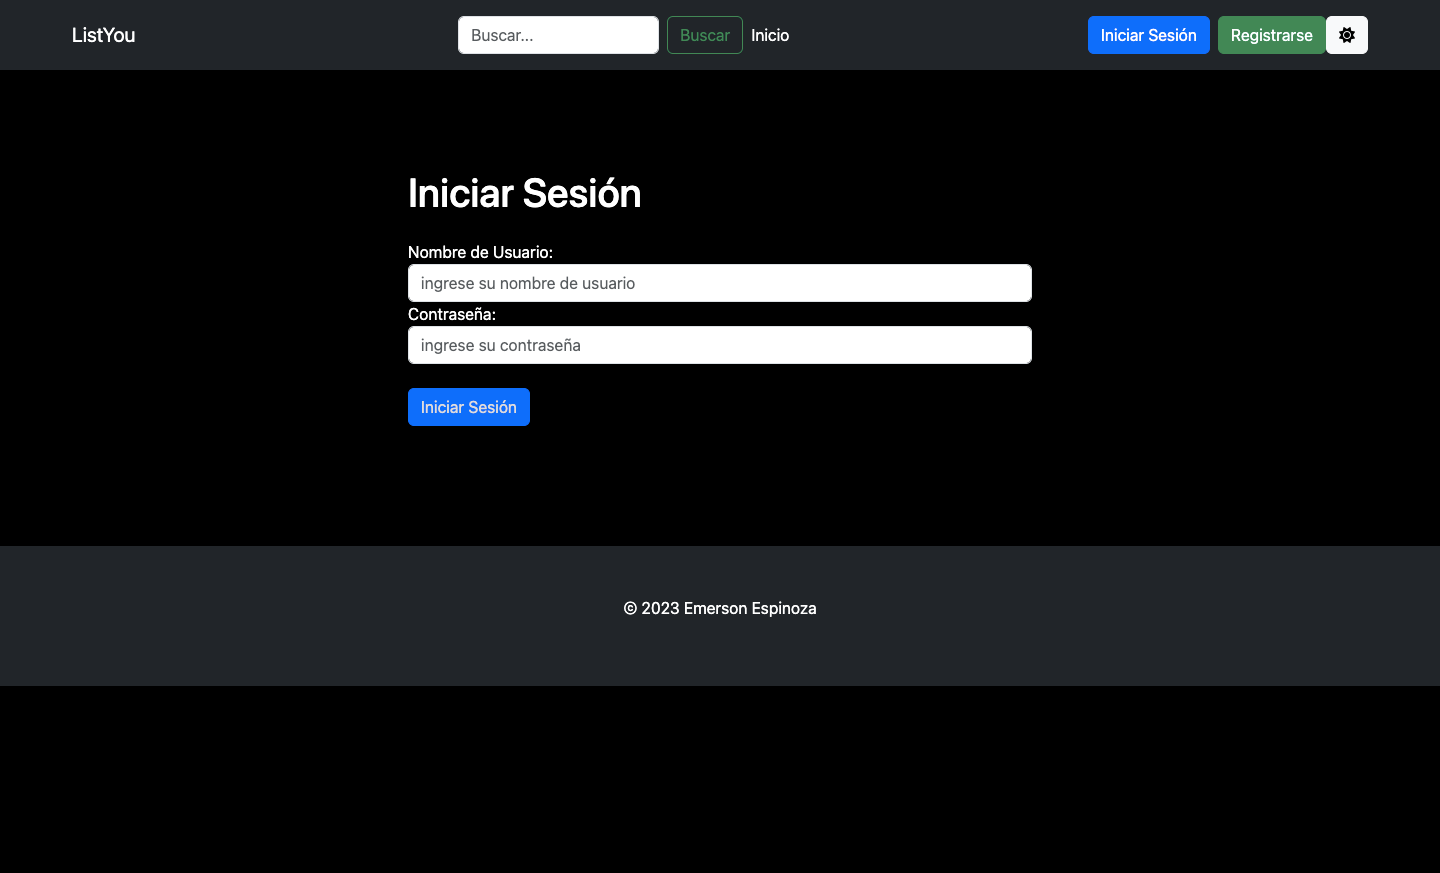 ListYou
Buscar...
Buscar
Inicio
Iniciar Sesión
Registrarse
Iniciar Sesión
Nombre de Usuario:
ingrese su nombre de usuario
Contraseña:
ingrese su contraseña
Iniciar Sesión
© 2023 Emerson Espinoza